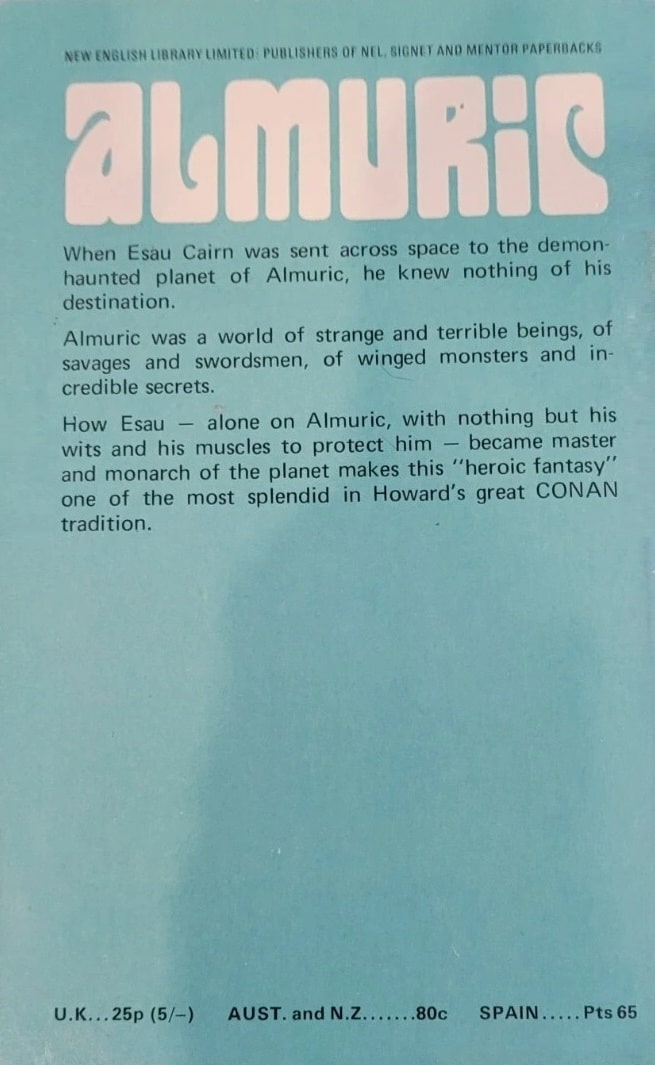 NEW ENGLISH LIBRARY LIMITED: PUBLISHERS OF NEL, SIGNET AND MENTOR PAPERBACKS
ALMURIC
When Esau Cairn was sent across space to the demon-
haunted planet of Almuric, he knew nothing of his
destination.
Almuric was a world of strange and terrible beings, of
savages and swordsmen, of winged monsters and in-
credible secrets.
How Esau — alone on Almuric, with nothing but his
wits and his muscles to protect him — became master
and monarch of the planet makes this "heroic fantasy"
one of the most splendid in Howard's great CONAN
tradition.
U.K...25p (5/–) AUST. and N.Z.......80c SPAIN.....Pts 65